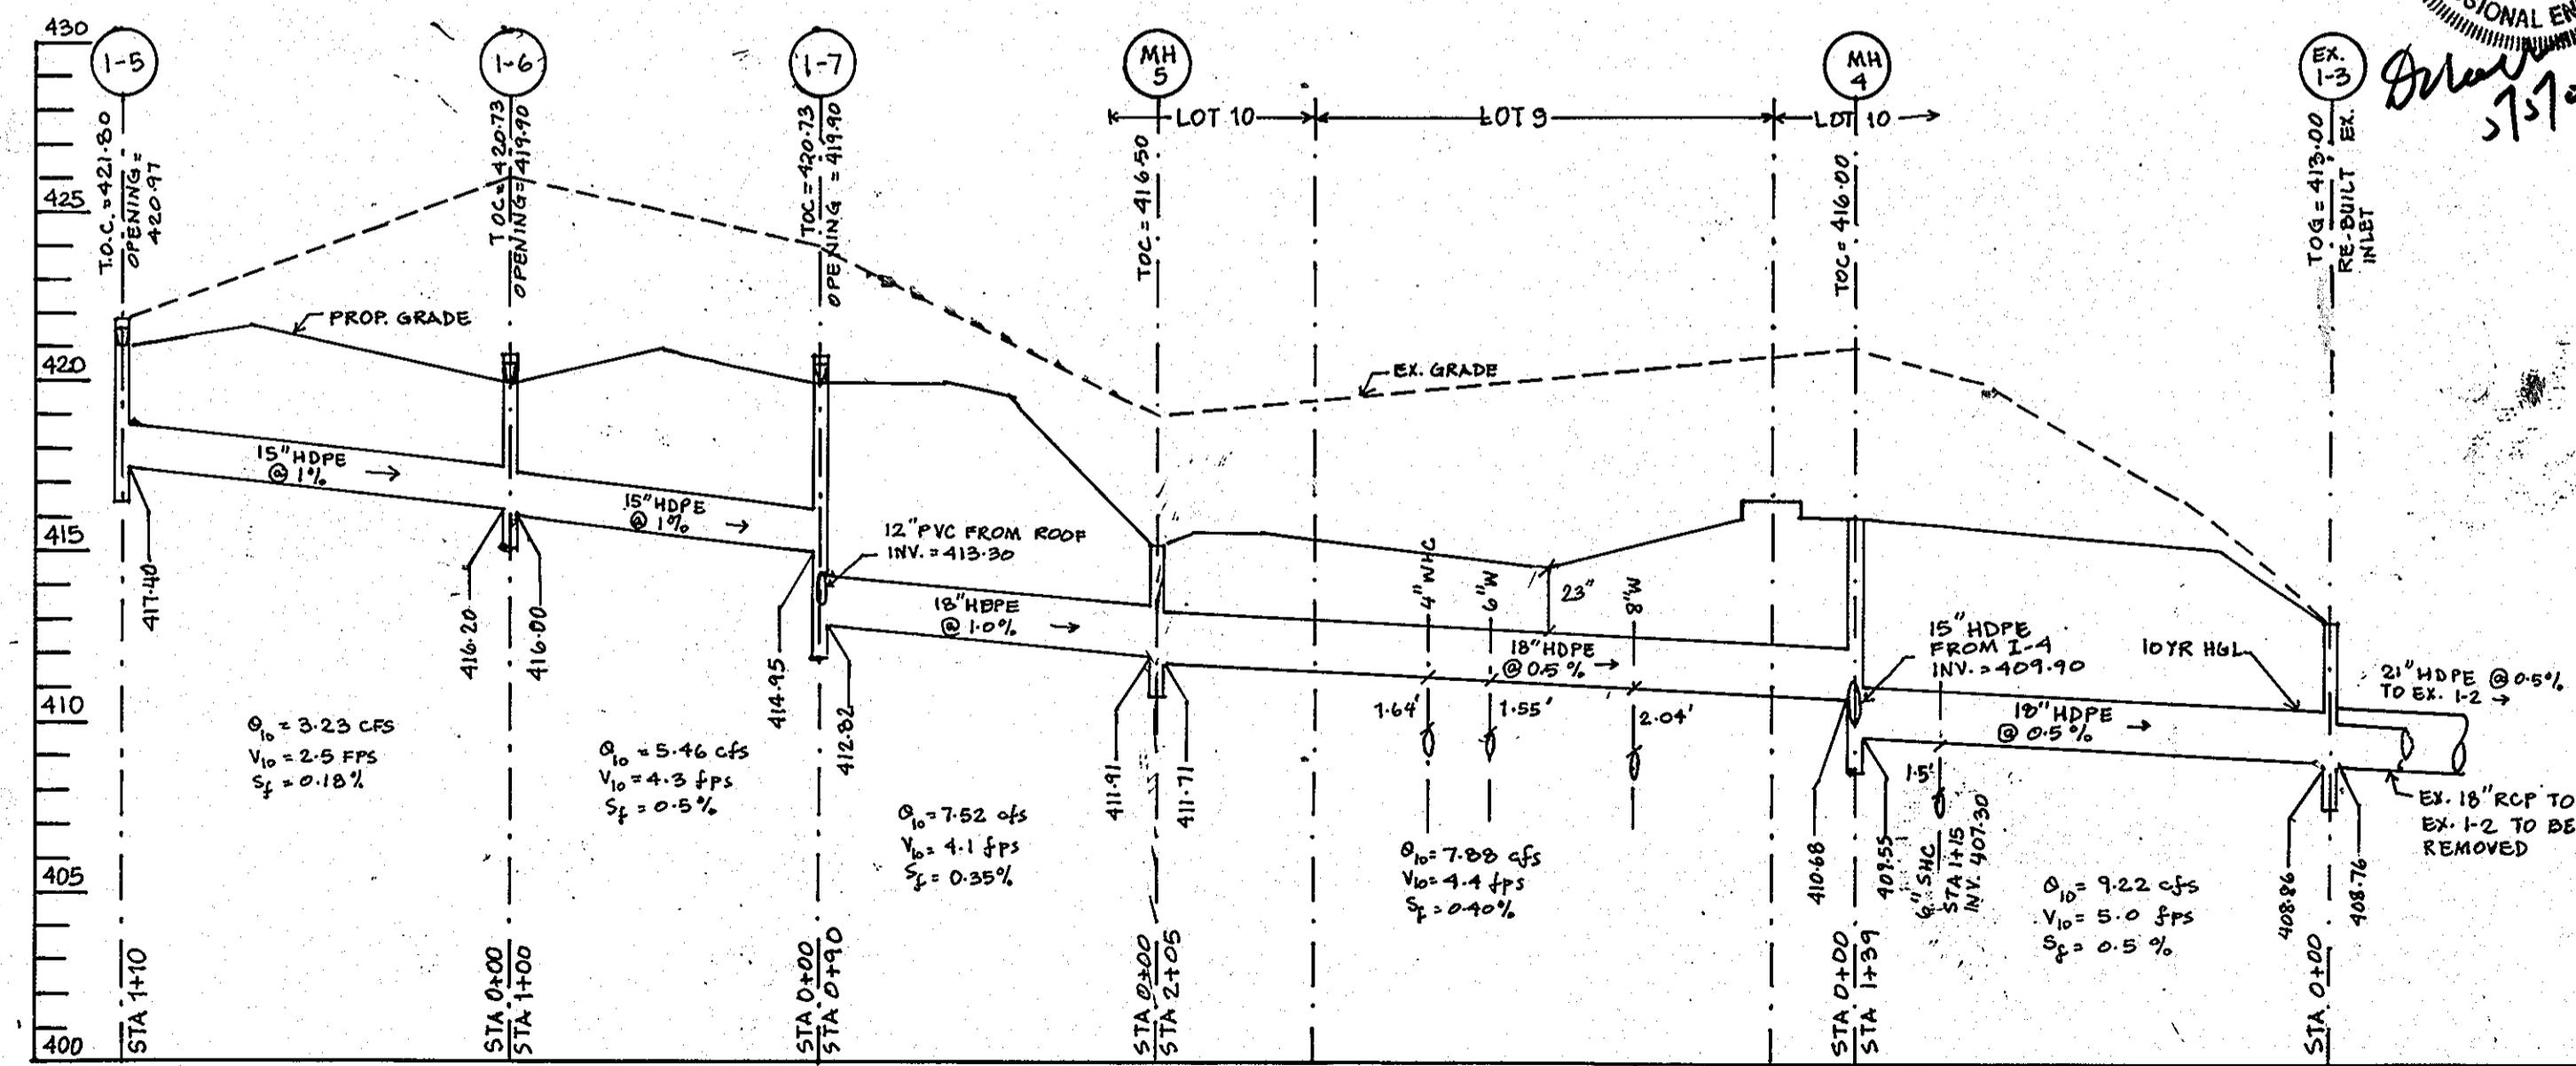 SIONAL EN
430
425
420
415
410
405
400
1-5
T.O.C. = 421.80
OPENING =
420.97
1-6
TOC = 420.73
OPENING = 419.90
1-7
TOC = 420.73
OPENING = 419.90
MH
5
TOC = 416.50
LOT 10
LOT 9
MH
4
LOT 10
TOC = 416.00
EX.
1-3
TOG = 413.00
RE-BUILT EX.
INLET
PROP. GRADE
EX. GRADE
15" HDPE
@ 1%
15" HDPE
@ 1%
12" PVC FROM ROOF
INV. = 413.30
18" HDPE
@ 1.0%
4" WHC
6" W
23"
8" W
18" HDPE
@ 0.5%
15" HDPE
FROM I-4
INV. = 409.90
10 YR HGL
18" HDPE
@ 0.5%
21" HDPE @ 0.5%
TO EX. 1-2
EX. 18" RCP TO
EX. 1-2 TO BE
REMOVED
417.40
416.20
416.00
414.95
412.82
411.91
411.71
1.64'
1.55'
2.04'
410.68
409.55
1.5'
6" SHC
STA 1+15
INV. 407.30
408.86
408.76
Q10 = 3.23 CFS
V10 = 2.5 FPS
Sf = 0.18%
Q10 = 5.46 cfs
V10 = 4.3 fps
Sf = 0.5%
Q10 = 7.52 cfs
V10 = 4.1 fps
Sf = 0.35%
Q10 = 7.88 cfs
V10 = 4.4 fps
Sf = 0.40%
Q10 = 9.22 cfs
V10 = 5.0 fps
Sf = 0.5 %
STA 1+10
STA 0+00
STA 1+00
STA 0+00
STA 0+90
STA 0+00
STA 2+05
STA 0+00
STA 1+39
STA 0+00